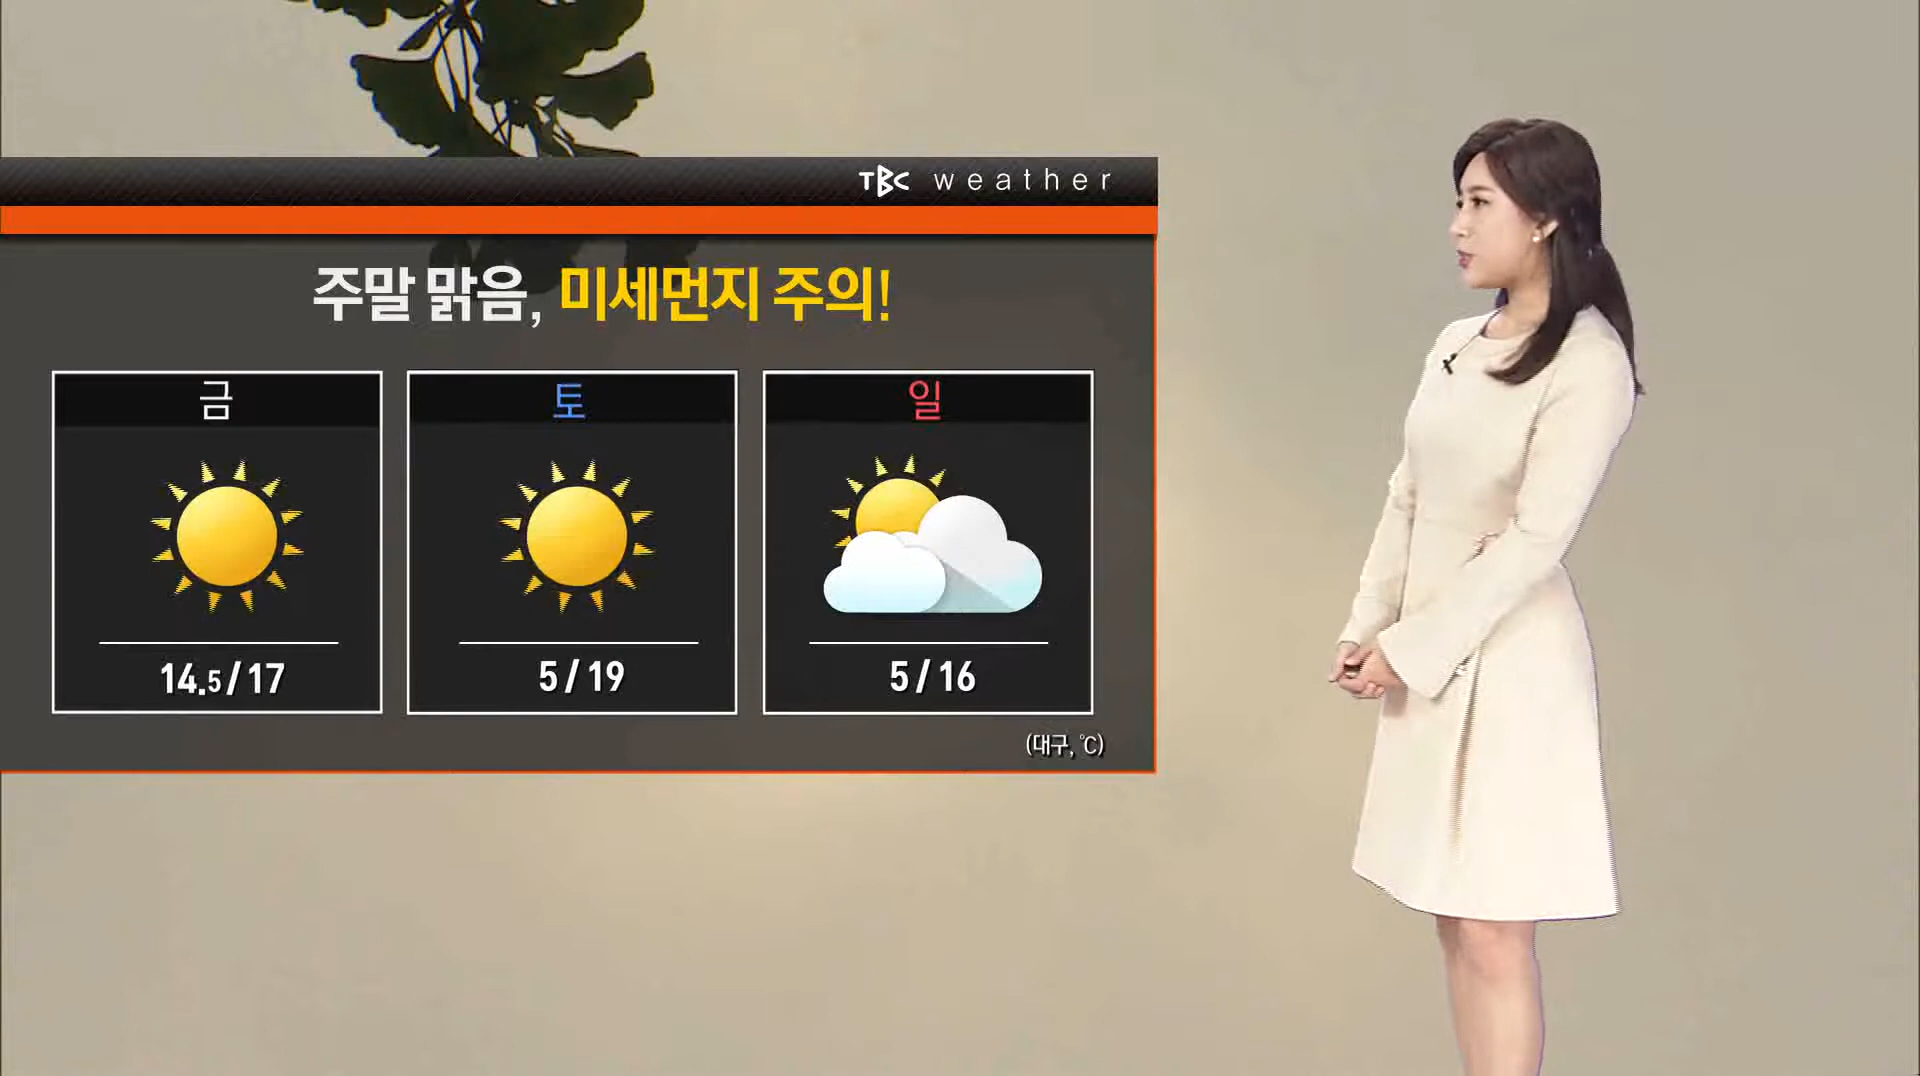 TBC weather
주말 맑음, 미세먼지 주의!
금 토 일
14.5/17 5/19 5/16
(대구, ℃)